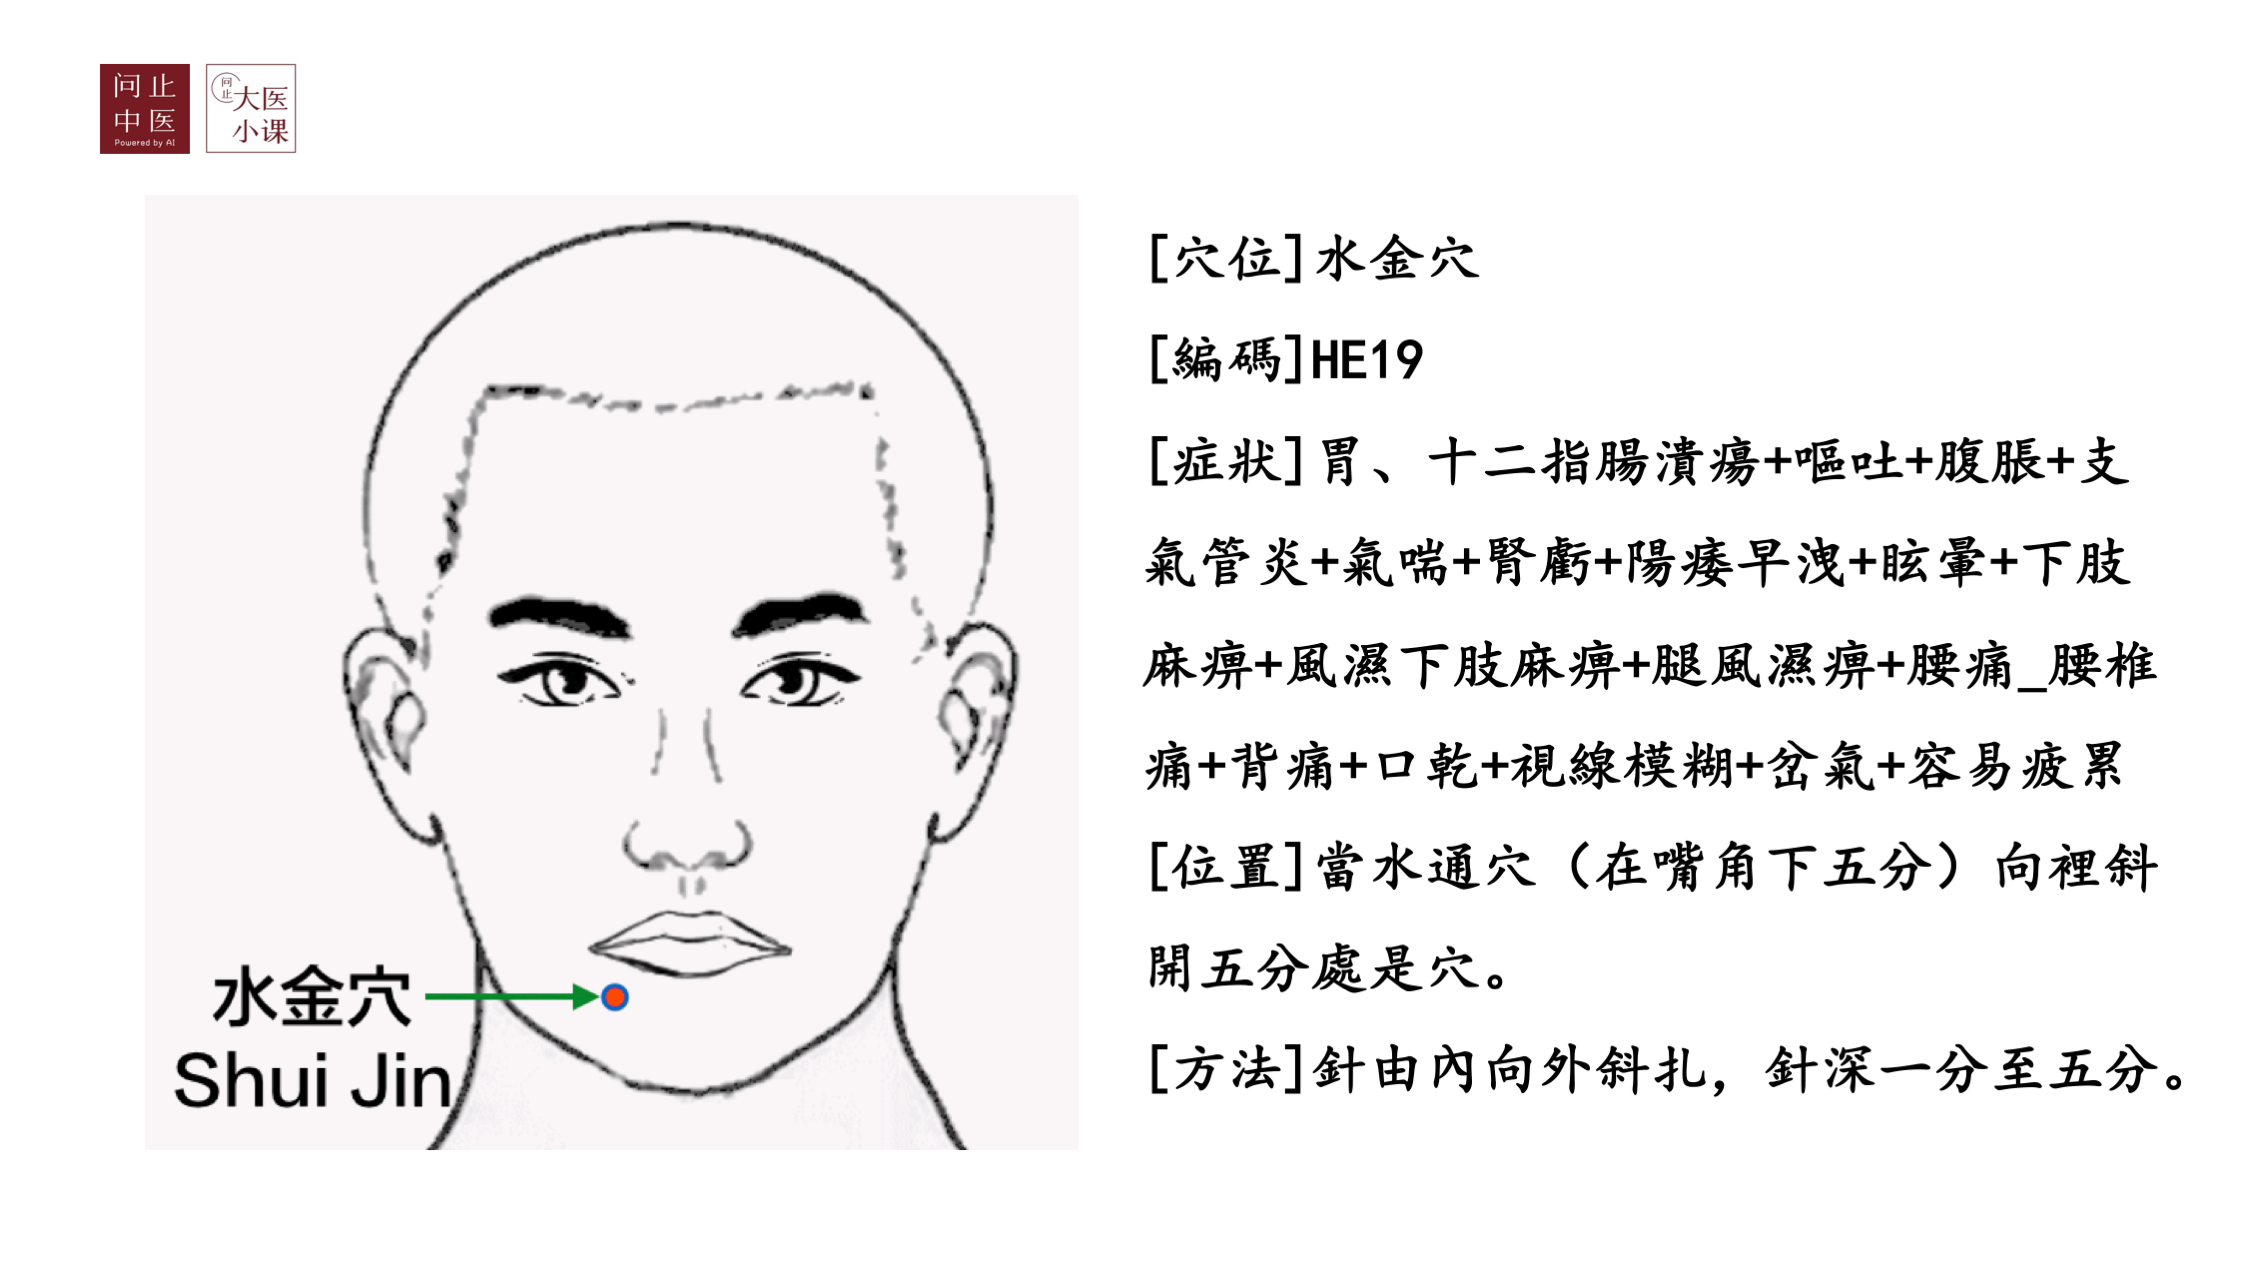 问止
中医
Powered by AI
问止
大医
小课
[穴位]水金穴
[編碼]HE19
[症狀]胃、十二指腸潰瘍+嘔吐+腹脹+支
氣管炎+氣喘+腎虧+陽痿早洩+眩暈+下肢
麻痹+風濕下肢麻痹+腿風濕痹+腰痛_腰椎
痛+背痛+口乾+視線模糊+岔氣+容易疲累
[位置]當水通穴（在嘴角下五分）向裡斜
開五分處是穴。
[方法]針由內向外斜扎，針深一分至五分。
水金穴
Shui Jin